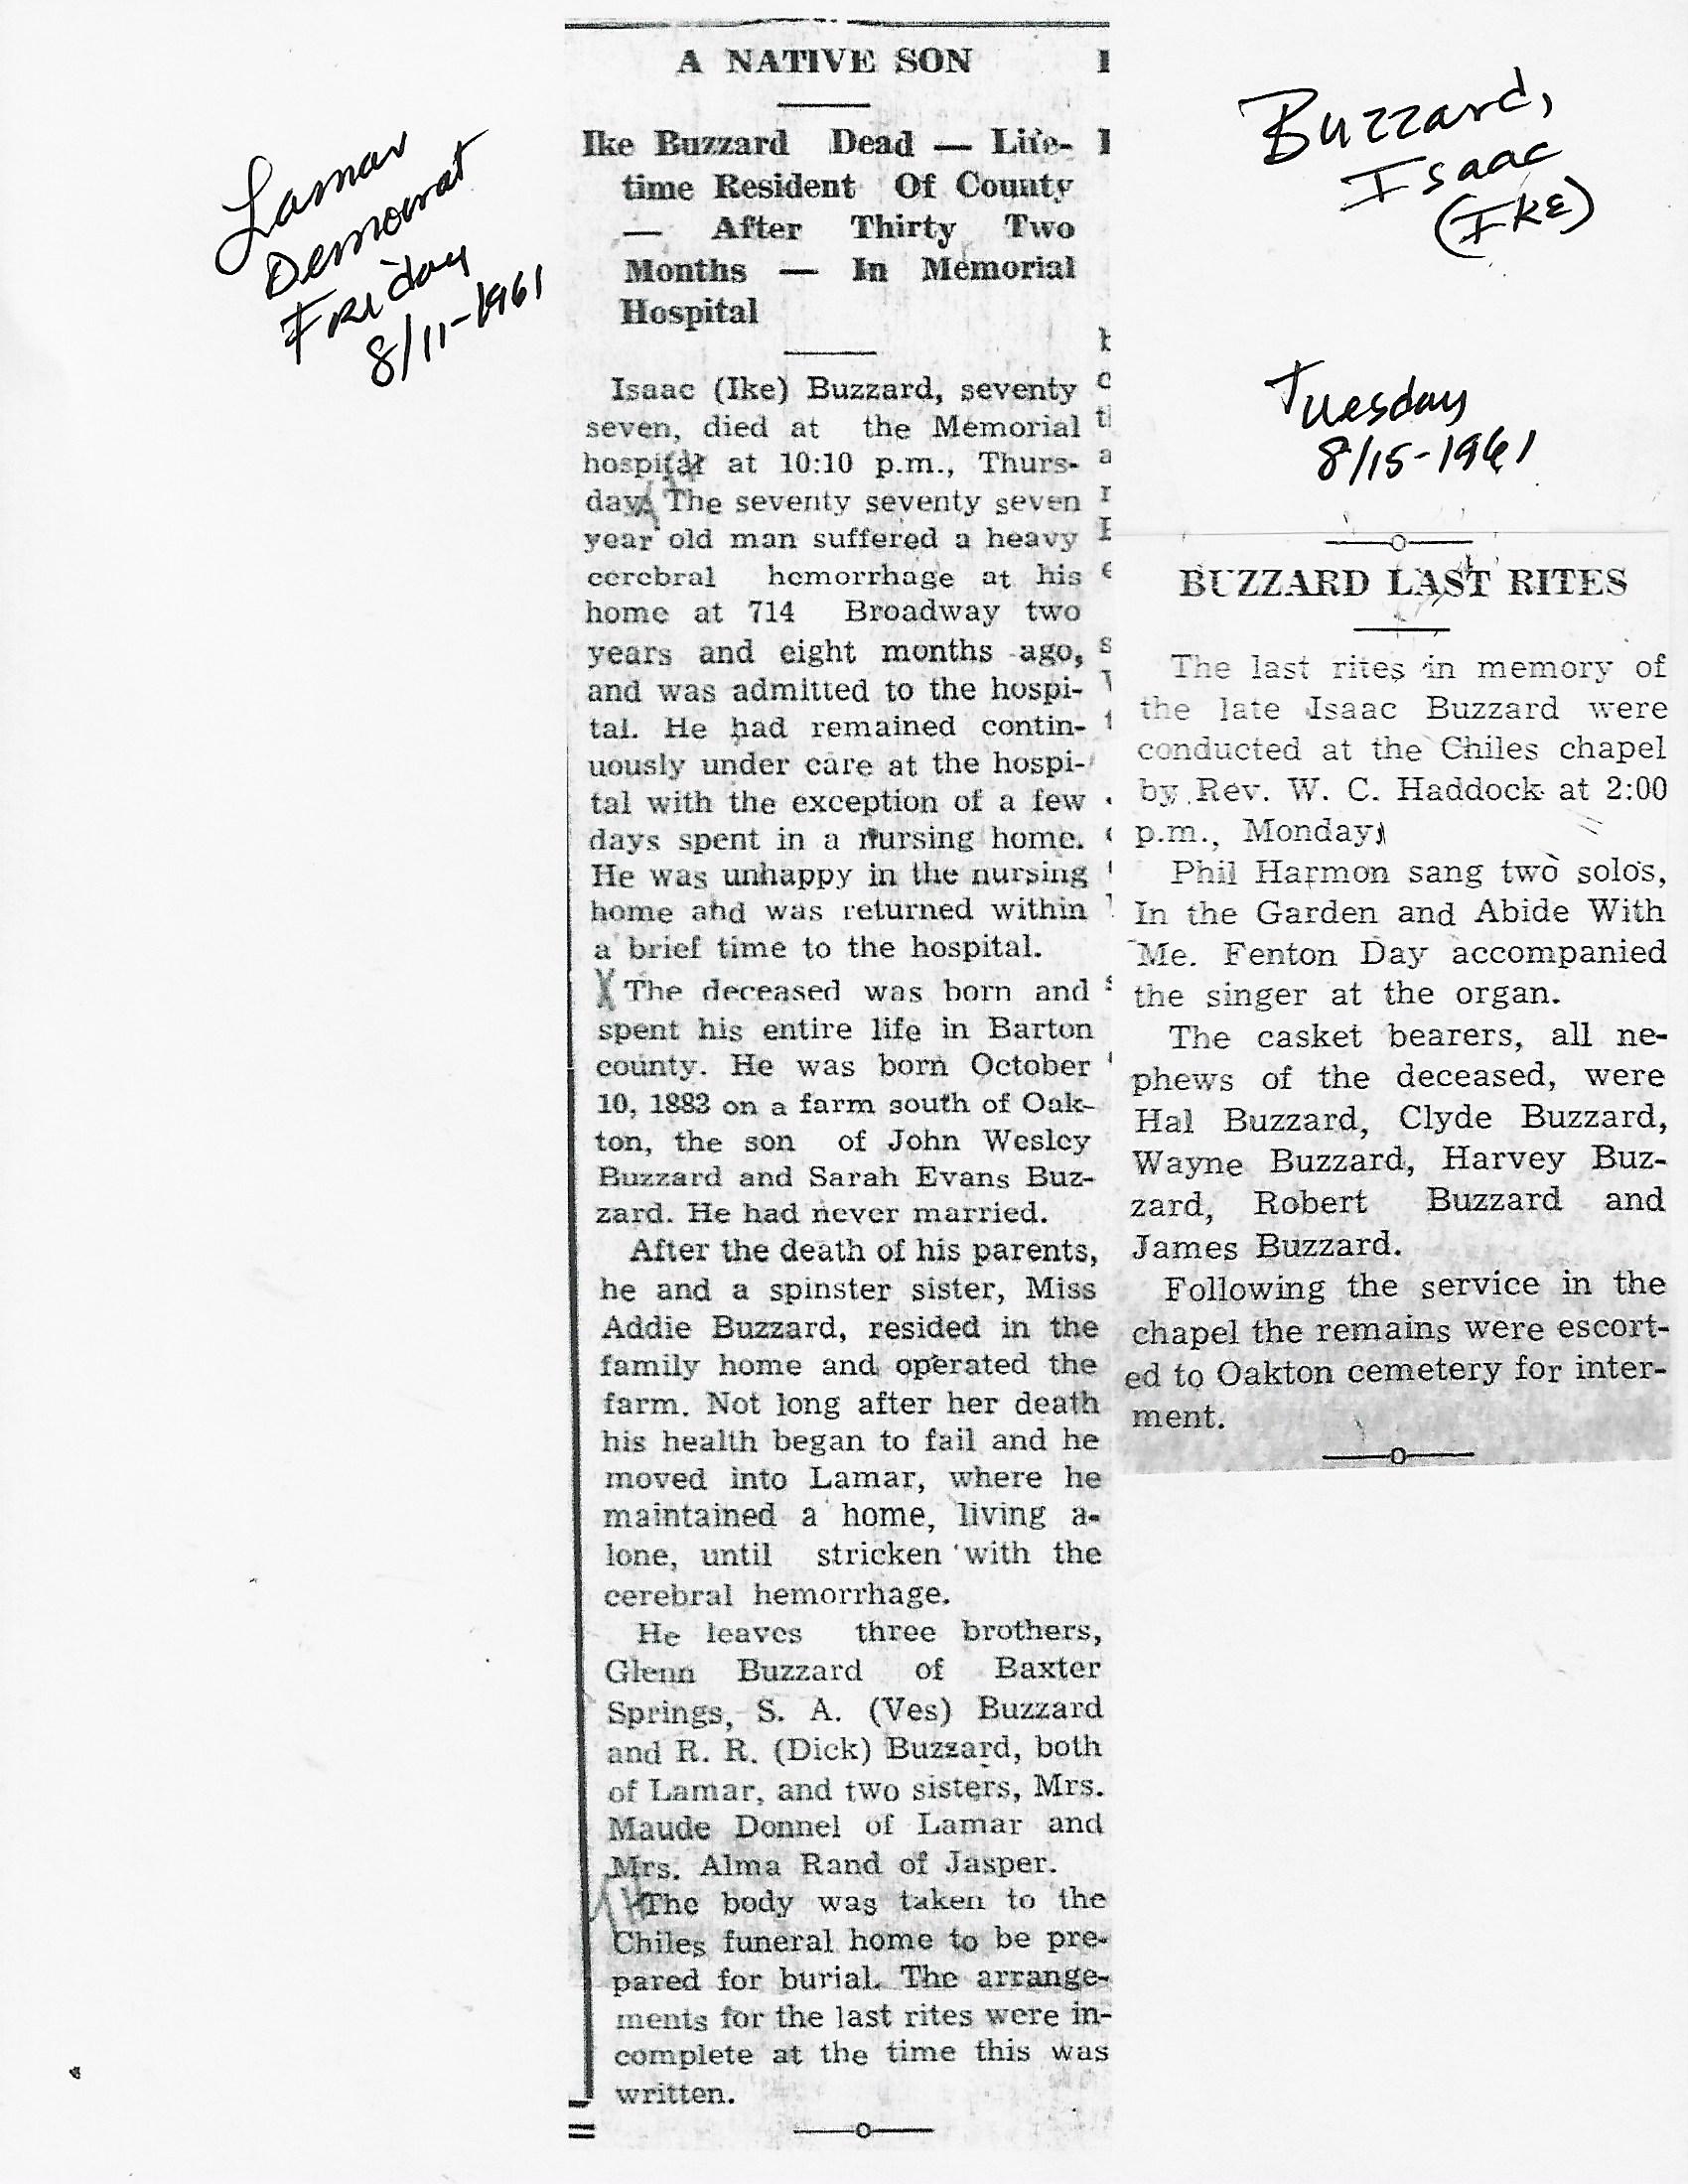 Lamar
Democrat
Friday
8/11-1961
A NATIVE SON
Ike Buzzard Dead — Life-
time Resident Of County
— After Thirty Two
Months — In Memorial
Hospital
Isaac (Ike) Buzzard, seventy
seven, died at the Memorial
hospital at 10:10 p.m., Thurs-
day. The seventy seventy seven
year old man suffered a heavy
cerebral hemorrhage at his
home at 714 Broadway two
years and eight months ago,
and was admitted to the hospi-
tal. He had remained contin-
uously under care at the hospi-
tal with the exception of a few
days spent in a nursing home.
He was unhappy in the nursing
home and was returned within
a brief time to the hospital.
The deceased was born and
spent his entire life in Barton
county. He was born October
10, 1883 on a farm south of Oak-
ton, the son of John Wesley
Buzzard and Sarah Evans Buz-
zard. He had never married.
After the death of his parents,
he and a spinster sister, Miss
Addie Buzzard, resided in the
family home and operated the
farm. Not long after her death
his health began to fail and he
moved into Lamar, where he
maintained a home, living a-
lone, until stricken with the
cerebral hemorrhage.
He leaves three brothers,
Glenn Buzzard of Baxter
Springs, S. A. (Ves) Buzzard
and R. R. (Dick) Buzzard, both
of Lamar, and two sisters, Mrs.
Maude Donnel of Lamar and
Mrs. Alma Rand of Jasper.
The body was taken to the
Chiles funeral home to be pre-
pared for burial. The arrange-
ments for the last rites were in-
complete at the time this was
written.
Buzzard,
Isaac
(IKE)
Tuesday
8/15-1961
BUZZARD LAST RITES
The last rites in memory of
the late Isaac Buzzard were
conducted at the Chiles chapel
by Rev. W. C. Haddock at 2:00
p.m., Monday.
Phil Harmon sang two solos,
In the Garden and Abide With
Me. Fenton Day accompanied
the singer at the organ.
The casket bearers, all ne-
phews of the deceased, were
Hal Buzzard, Clyde Buzzard,
Wayne Buzzard, Harvey Buz-
zard, Robert Buzzard and
James Buzzard.
Following the service in the
chapel the remains were escort-
ed to Oakton cemetery for inter-
ment.